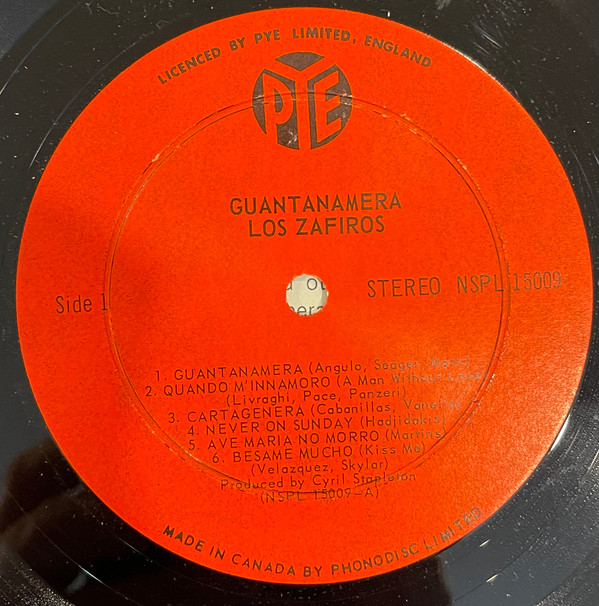 LICENCED BY PYE LIMITED, ENGLAND
PYE
GUANTANAMERA
LOS ZAFIROS
Side 1
STEREO NSPL 15009
1. GUANTANAMERA (Angulo, Seager,
2. QUANDO M'INNAMORO (A Man Without Love)
(Livraghi, Pace, Panzeri)
3. CARTAGENERA (Cabanillas,
4. NEVER ON SUNDAY (Hadjidakis)
5. AVE MARIA NO MORRO (Martins)
6. BESAME MUCHO (Kiss Me)
(Velazquez, Skylar)
Produced by Cyril Stapleton
(NSPL 15009-A)
MADE IN CANADA BY PHONODISC LIMITED